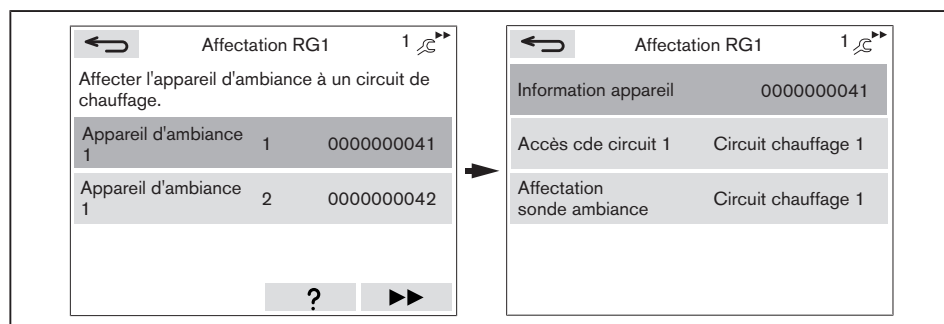 Affectation RG1 1
Affecter l'appareil d'ambiance à un circuit de
chauffage.
Appareil d'ambiance
1 1 0000000041
Appareil d'ambiance
1 2 0000000042
?
Affectation RG1 1
Information appareil 0000000041
Accès cde circuit 1 Circuit chauffage 1
Affectation
sonde ambiance Circuit chauffage 1